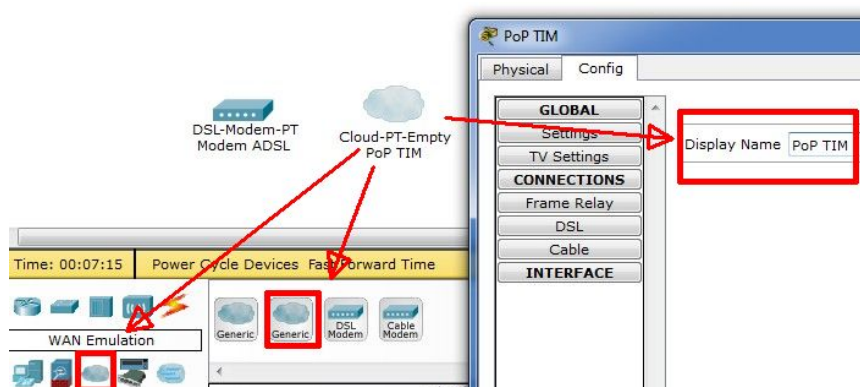 DSL-Modem-PT
Modem ADSL
Cloud-PT-Empty
PoP TIM
Time: 00:07:15 Power Cycle Devices Fast Forward Time
WAN Emulation
Generic
Generic
DSL
Modem
Cable
Modem
PoP TIM
Physical Config
GLOBAL
Settings
TV Settings
CONNECTIONS
Frame Relay
DSL
Cable
INTERFACE
Display Name PoP TIM